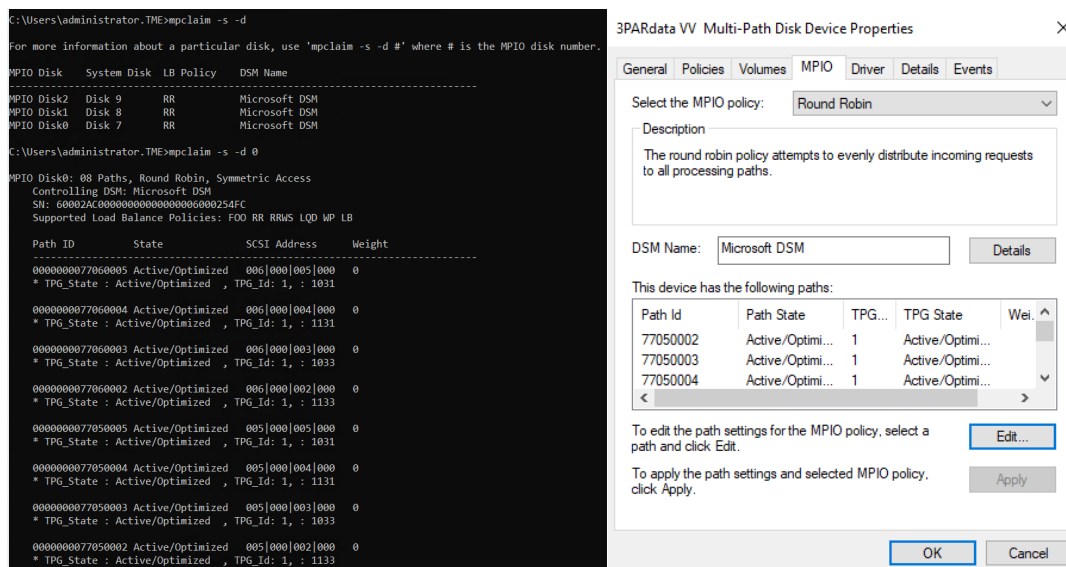 C:\Users\administrator.TME>mpclaim -s -d
For more information about a particular disk, use 'mpclaim -s -d #' where # is the MPIO disk number.
MPIO Disk    System Disk  LB Policy    DSM Name
-------------------------------------------------------------------------------
MPIO Disk2   Disk 9       RR           Microsoft DSM
MPIO Disk1   Disk 8       RR           Microsoft DSM
MPIO Disk0   Disk 7       RR           Microsoft DSM
C:\Users\administrator.TME>mpclaim -s -d 0
MPIO Disk0: 08 Paths, Round Robin, Symmetric Access
Controlling DSM: Microsoft DSM
SN: 60002AC00000000000000006000254FC
Supported Load Balance Policies: FOO RR RRWS LQD WP LB
Path ID          State              SCSI Address      Weight
---------------------------------------------------------------------------
0000000077060005 Active/Optimized   006|000|005|000   0
* TPG_State : Active/Optimized  , TPG_Id: 1, : 1031
0000000077060004 Active/Optimized   006|000|004|000   0
* TPG_State : Active/Optimized  , TPG_Id: 1, : 1131
0000000077060003 Active/Optimized   006|000|003|000   0
* TPG_State : Active/Optimized  , TPG_Id: 1, : 1033
0000000077060002 Active/Optimized   006|000|002|000   0
* TPG_State : Active/Optimized  , TPG_Id: 1, : 1133
0000000077050005 Active/Optimized   005|000|005|000   0
* TPG_State : Active/Optimized  , TPG_Id: 1, : 1031
0000000077050004 Active/Optimized   005|000|004|000   0
* TPG_State : Active/Optimized  , TPG_Id: 1, : 1131
0000000077050003 Active/Optimized   005|000|003|000   0
* TPG_State : Active/Optimized  , TPG_Id: 1, : 1033
0000000077050002 Active/Optimized   005|000|002|000   0
* TPG_State : Active/Optimized  , TPG_Id: 1, : 1133
3PARdata VV  Multi-Path Disk Device Properties
General Policies Volumes MPIO Driver Details Events
Select the MPIO policy: Round Robin
Description
The round robin policy attempts to evenly distribute incoming requests
to all processing paths.
DSM Name: Microsoft DSM Details
This device has the following paths:
Path Id Path State TPG... TPG State Wei.
77050002 Active/Optimi... 1 Active/Optimi...
77050003 Active/Optimi... 1 Active/Optimi...
77050004 Active/Optimi... 1 Active/Optimi...
To edit the path settings for the MPIO policy, select a
path and click Edit.
Edit...
To apply the path settings and selected MPIO policy,
click Apply.
Apply
OK Cancel